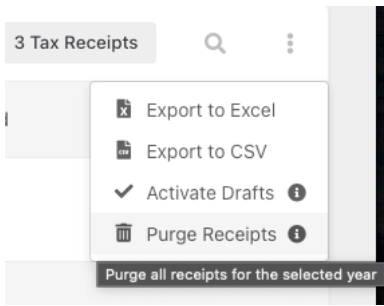 3 Tax Receipts
Export to Excel
Export to CSV
Activate Drafts
Purge Receipts
Purge all receipts for the selected year